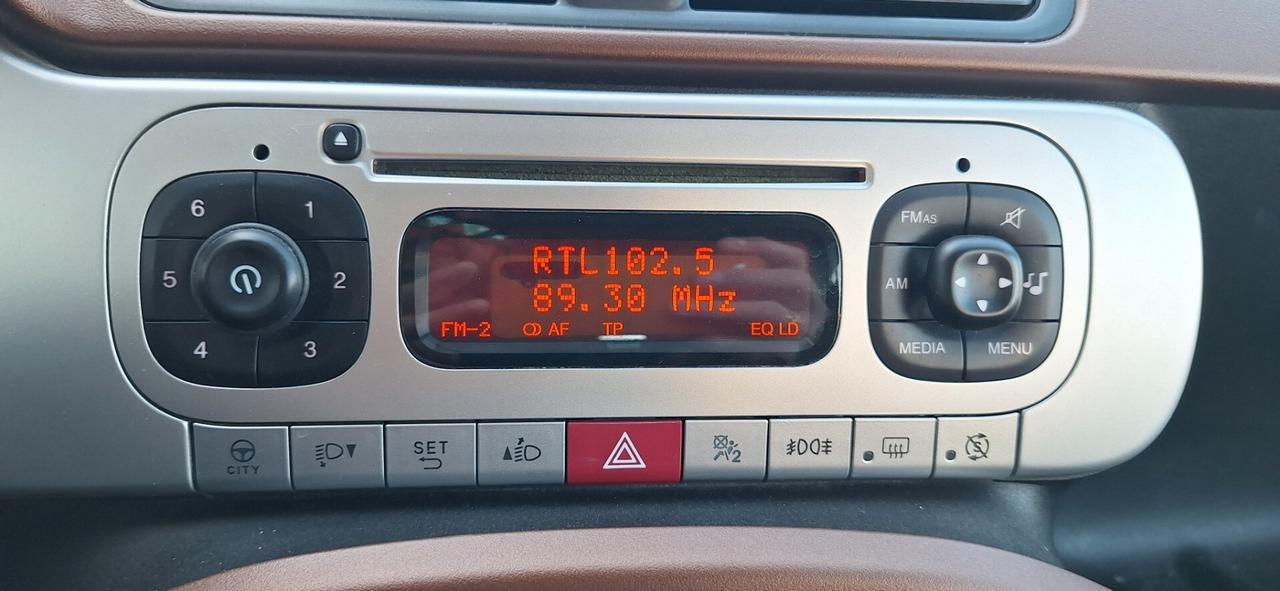 6 1
5 2
4 3
RTL102.5
89.30 MHz
FM-2 AF TP EQ LD
FMAS
AM
MEDIA MENU
CITY SET 2